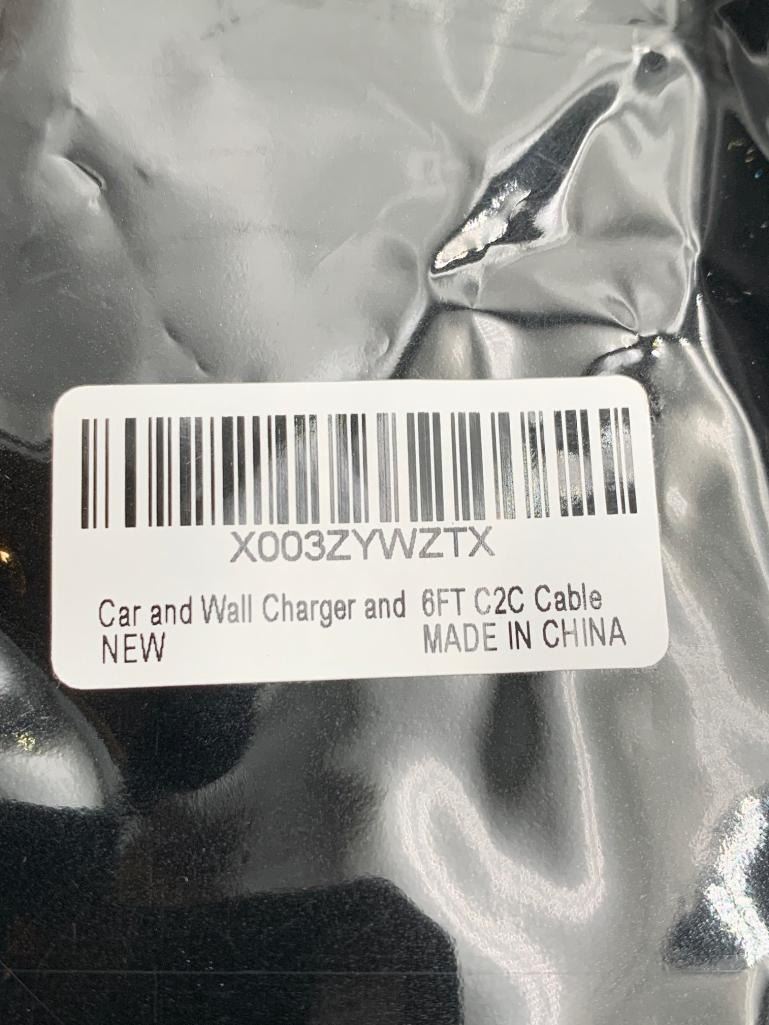 X003ZYWZTX
Car and Wall Charger and 6FT C2C Cable
NEW MADE IN CHINA